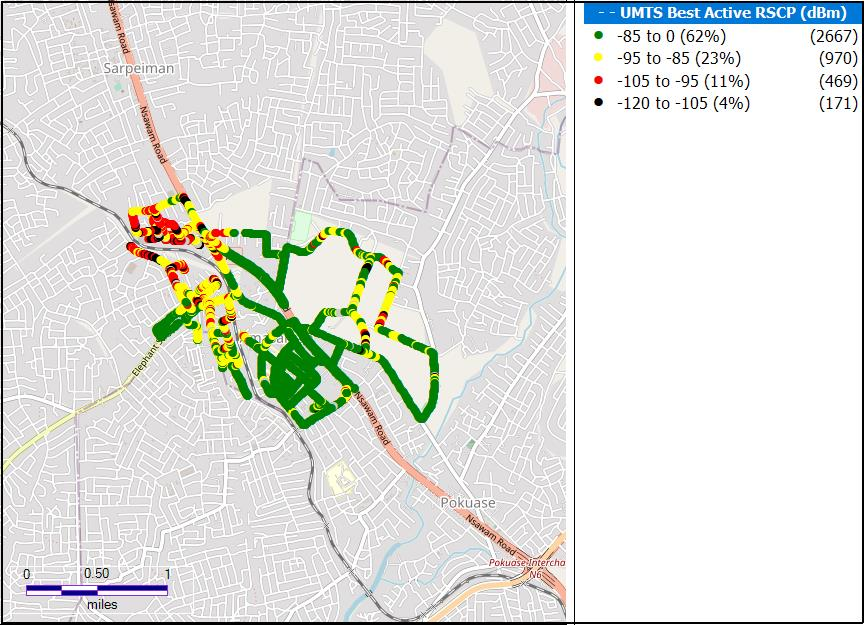 Nsawam Road
Sarpeiman
Nsawam Road
Elephant
Nsawam Road
Pokuase
Nsawam Road
Pokuase Intercha
N6
0 0.50 1
miles
- - UMTS Best Active RSCP (dBm)
-85 to 0 (62%) (2667)
-95 to -85 (23%) (970)
-105 to -95 (11%) (469)
-120 to -105 (4%) (171)